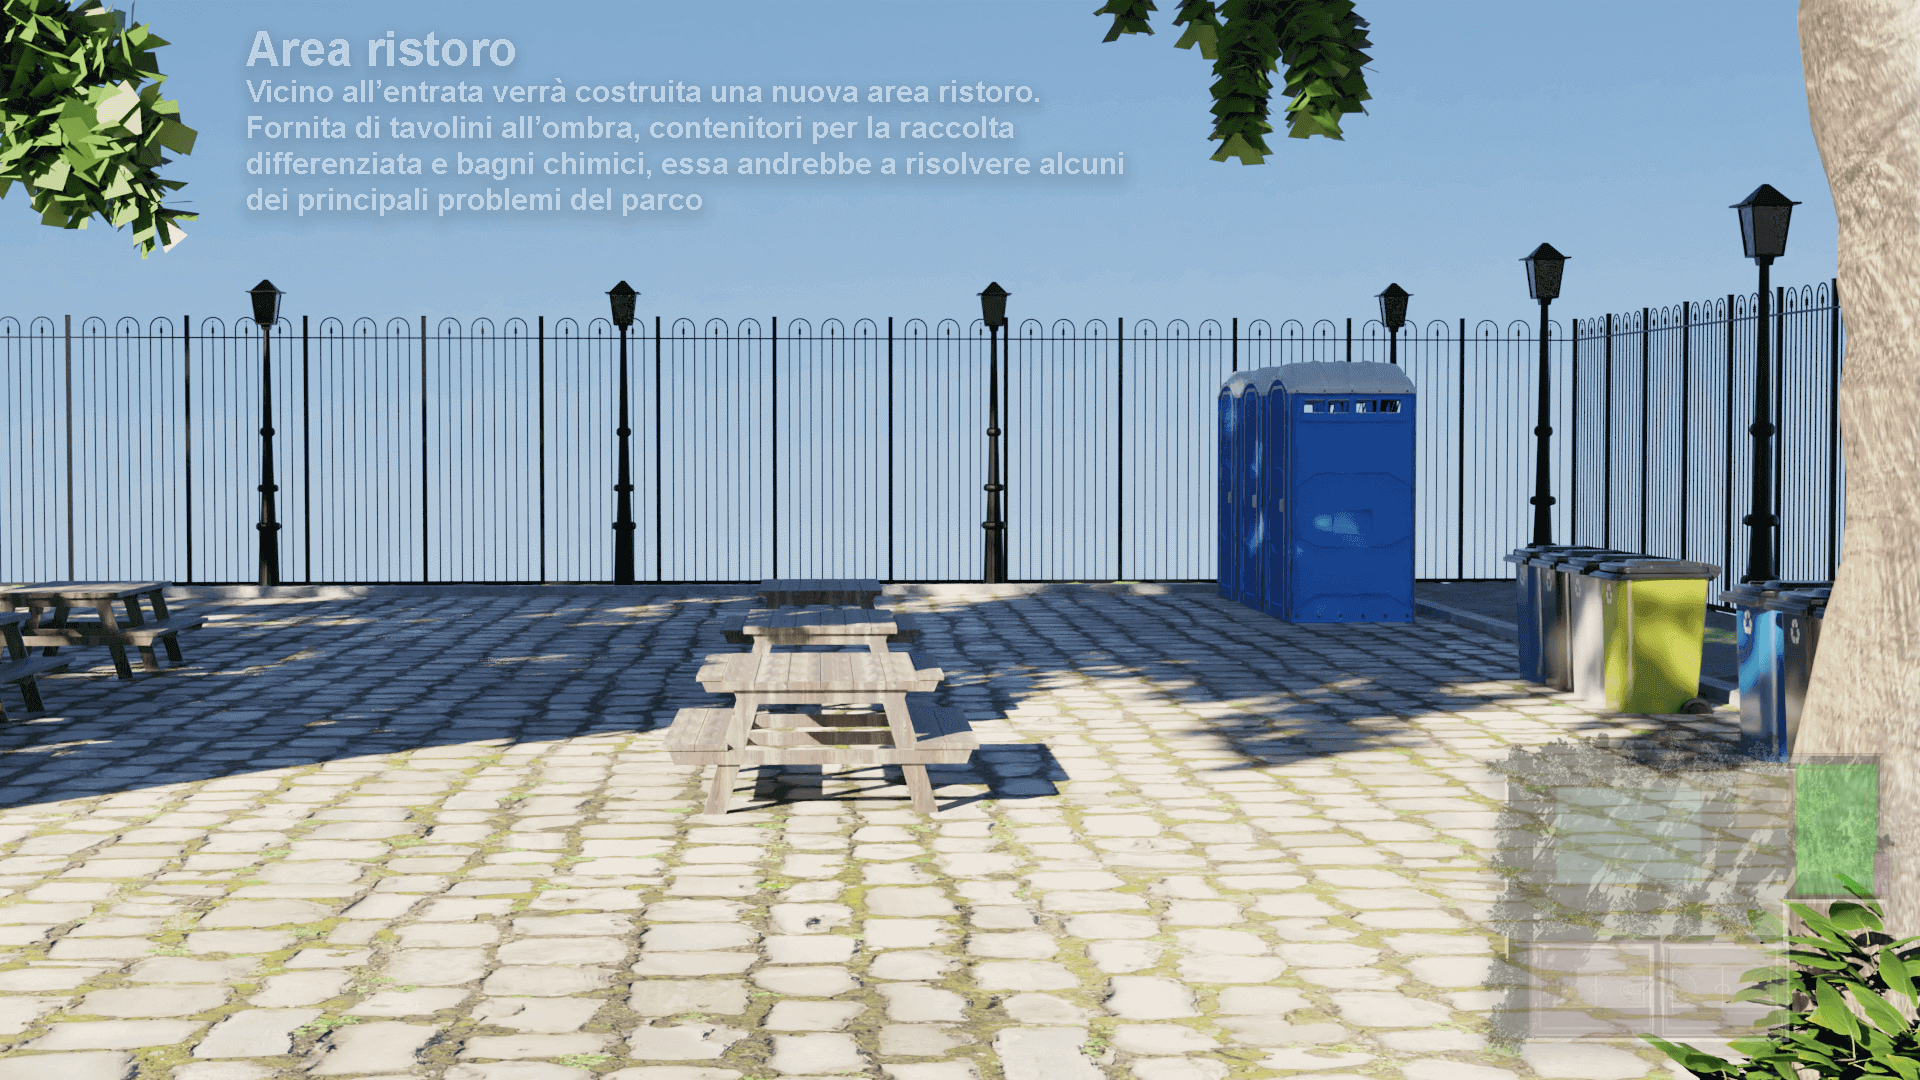 Area ristoro
Vicino all’entrata verrà costruita una nuova area ristoro.
Fornita di tavolini all’ombra, contenitori per la raccolta
differenziata e bagni chimici, essa andrebbe a risolvere alcuni
dei principali problemi del parco